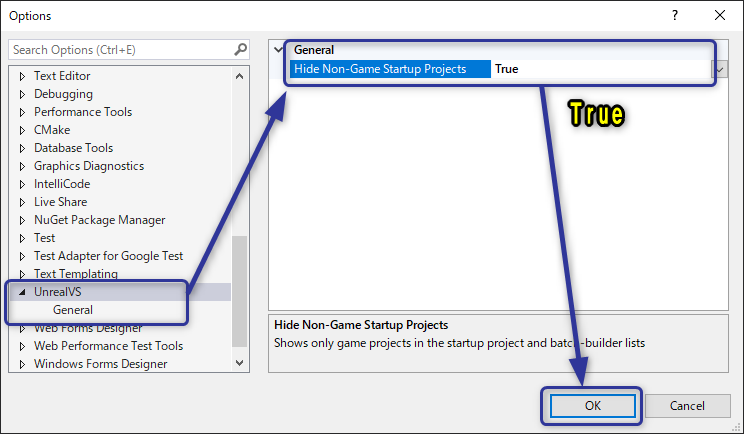 Options
?
Search Options (Ctrl+E)
Text Editor
Debugging
Performance Tools
CMake
Database Tools
Graphics Diagnostics
IntelliCode
Live Share
NuGet Package Manager
Test
Test Adapter for Google Test
Text Templating
UnrealVS
General
Web Forms Designer
Web Performance Test Tools
Windows Forms Designer
General
Hide Non-Game Startup Projects True
True
Hide Non-Game Startup Projects
Shows only game projects in the startup project and batch-builder lists
OK
Cancel